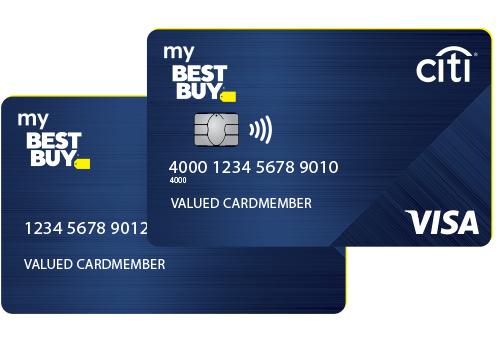 my
BEST
BUY
citi
4000 1234 5678 9010
4000
VALUED CARDMEMBER
VISA
my
BEST
BUY
1234 5678 9012
VALUED CARDMEMBER